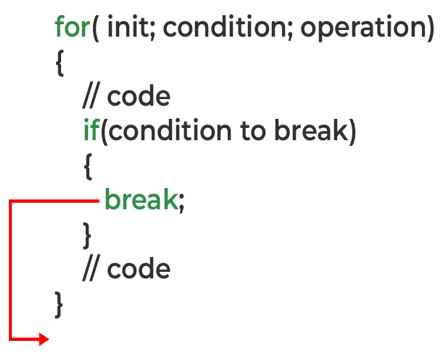 for( init; condition; operation)
{
// code
if(condition to break)
{
break;
}
// code
}